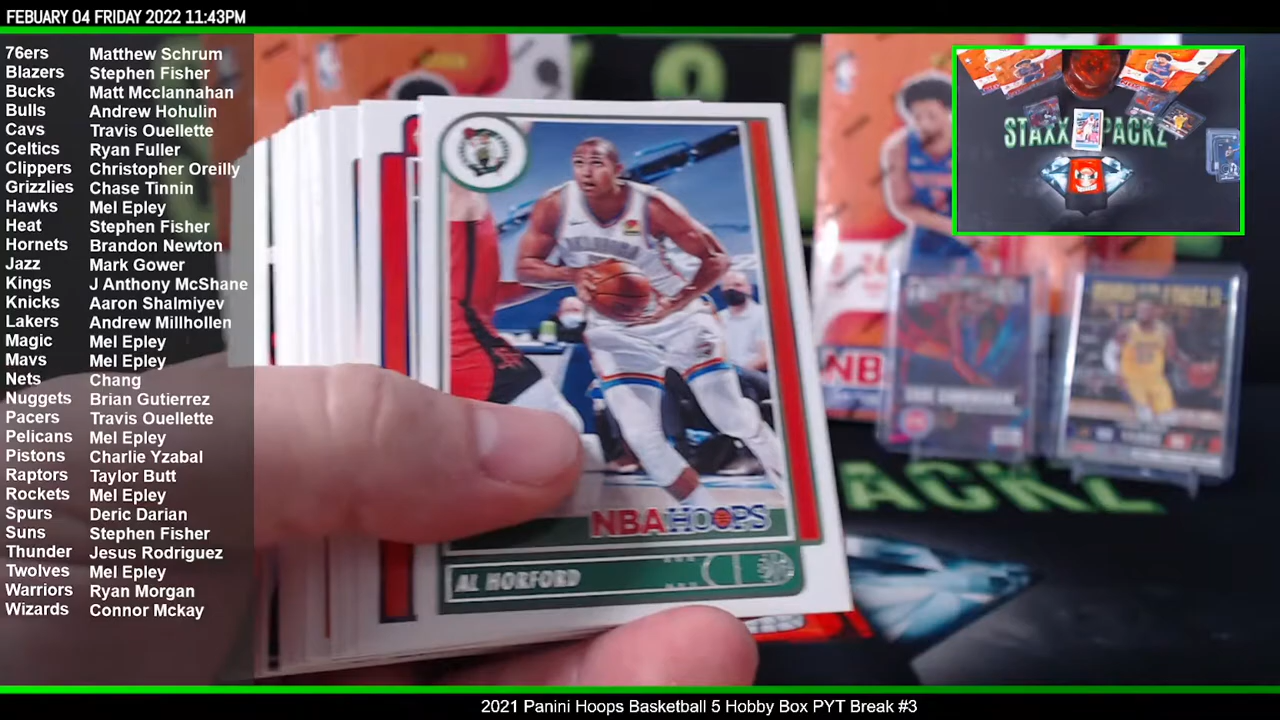 FEBUARY 04 FRIDAY 2022 11:43PM
76ers Matthew Schrum
Blazers Stephen Fisher
Bucks Matt Mcclannahan
Bulls Andrew Hohulin
Cavs Travis Ouellette
Celtics Ryan Fuller
Clippers Christopher Oreilly
Grizzlies Chase Tinnin
Hawks Mel Epley
Heat Stephen Fisher
Hornets Brandon Newton
Jazz Mark Gower
Kings J Anthony McShane
Knicks Aaron Shalmiyev
Lakers Andrew Millhollen
Magic Mel Epley
Mavs Mel Epley
Nets Chang
Nuggets Brian Gutierrez
Pacers Travis Ouellette
Pelicans Mel Epley
Pistons Charlie Yzabal
Raptors Taylor Butt
Rockets Mel Epley
Spurs Deric Darian
Suns Stephen Fisher
Thunder Jesus Rodriguez
Twolves Mel Epley
Warriors Ryan Morgan
Wizards Connor Mckay
OKLAHOMA
NBA HOOPS
AL HORFORD
NB
ACKZ
STAXX PACKZ
2021 Panini Hoops Basketball 5 Hobby Box PYT Break #3